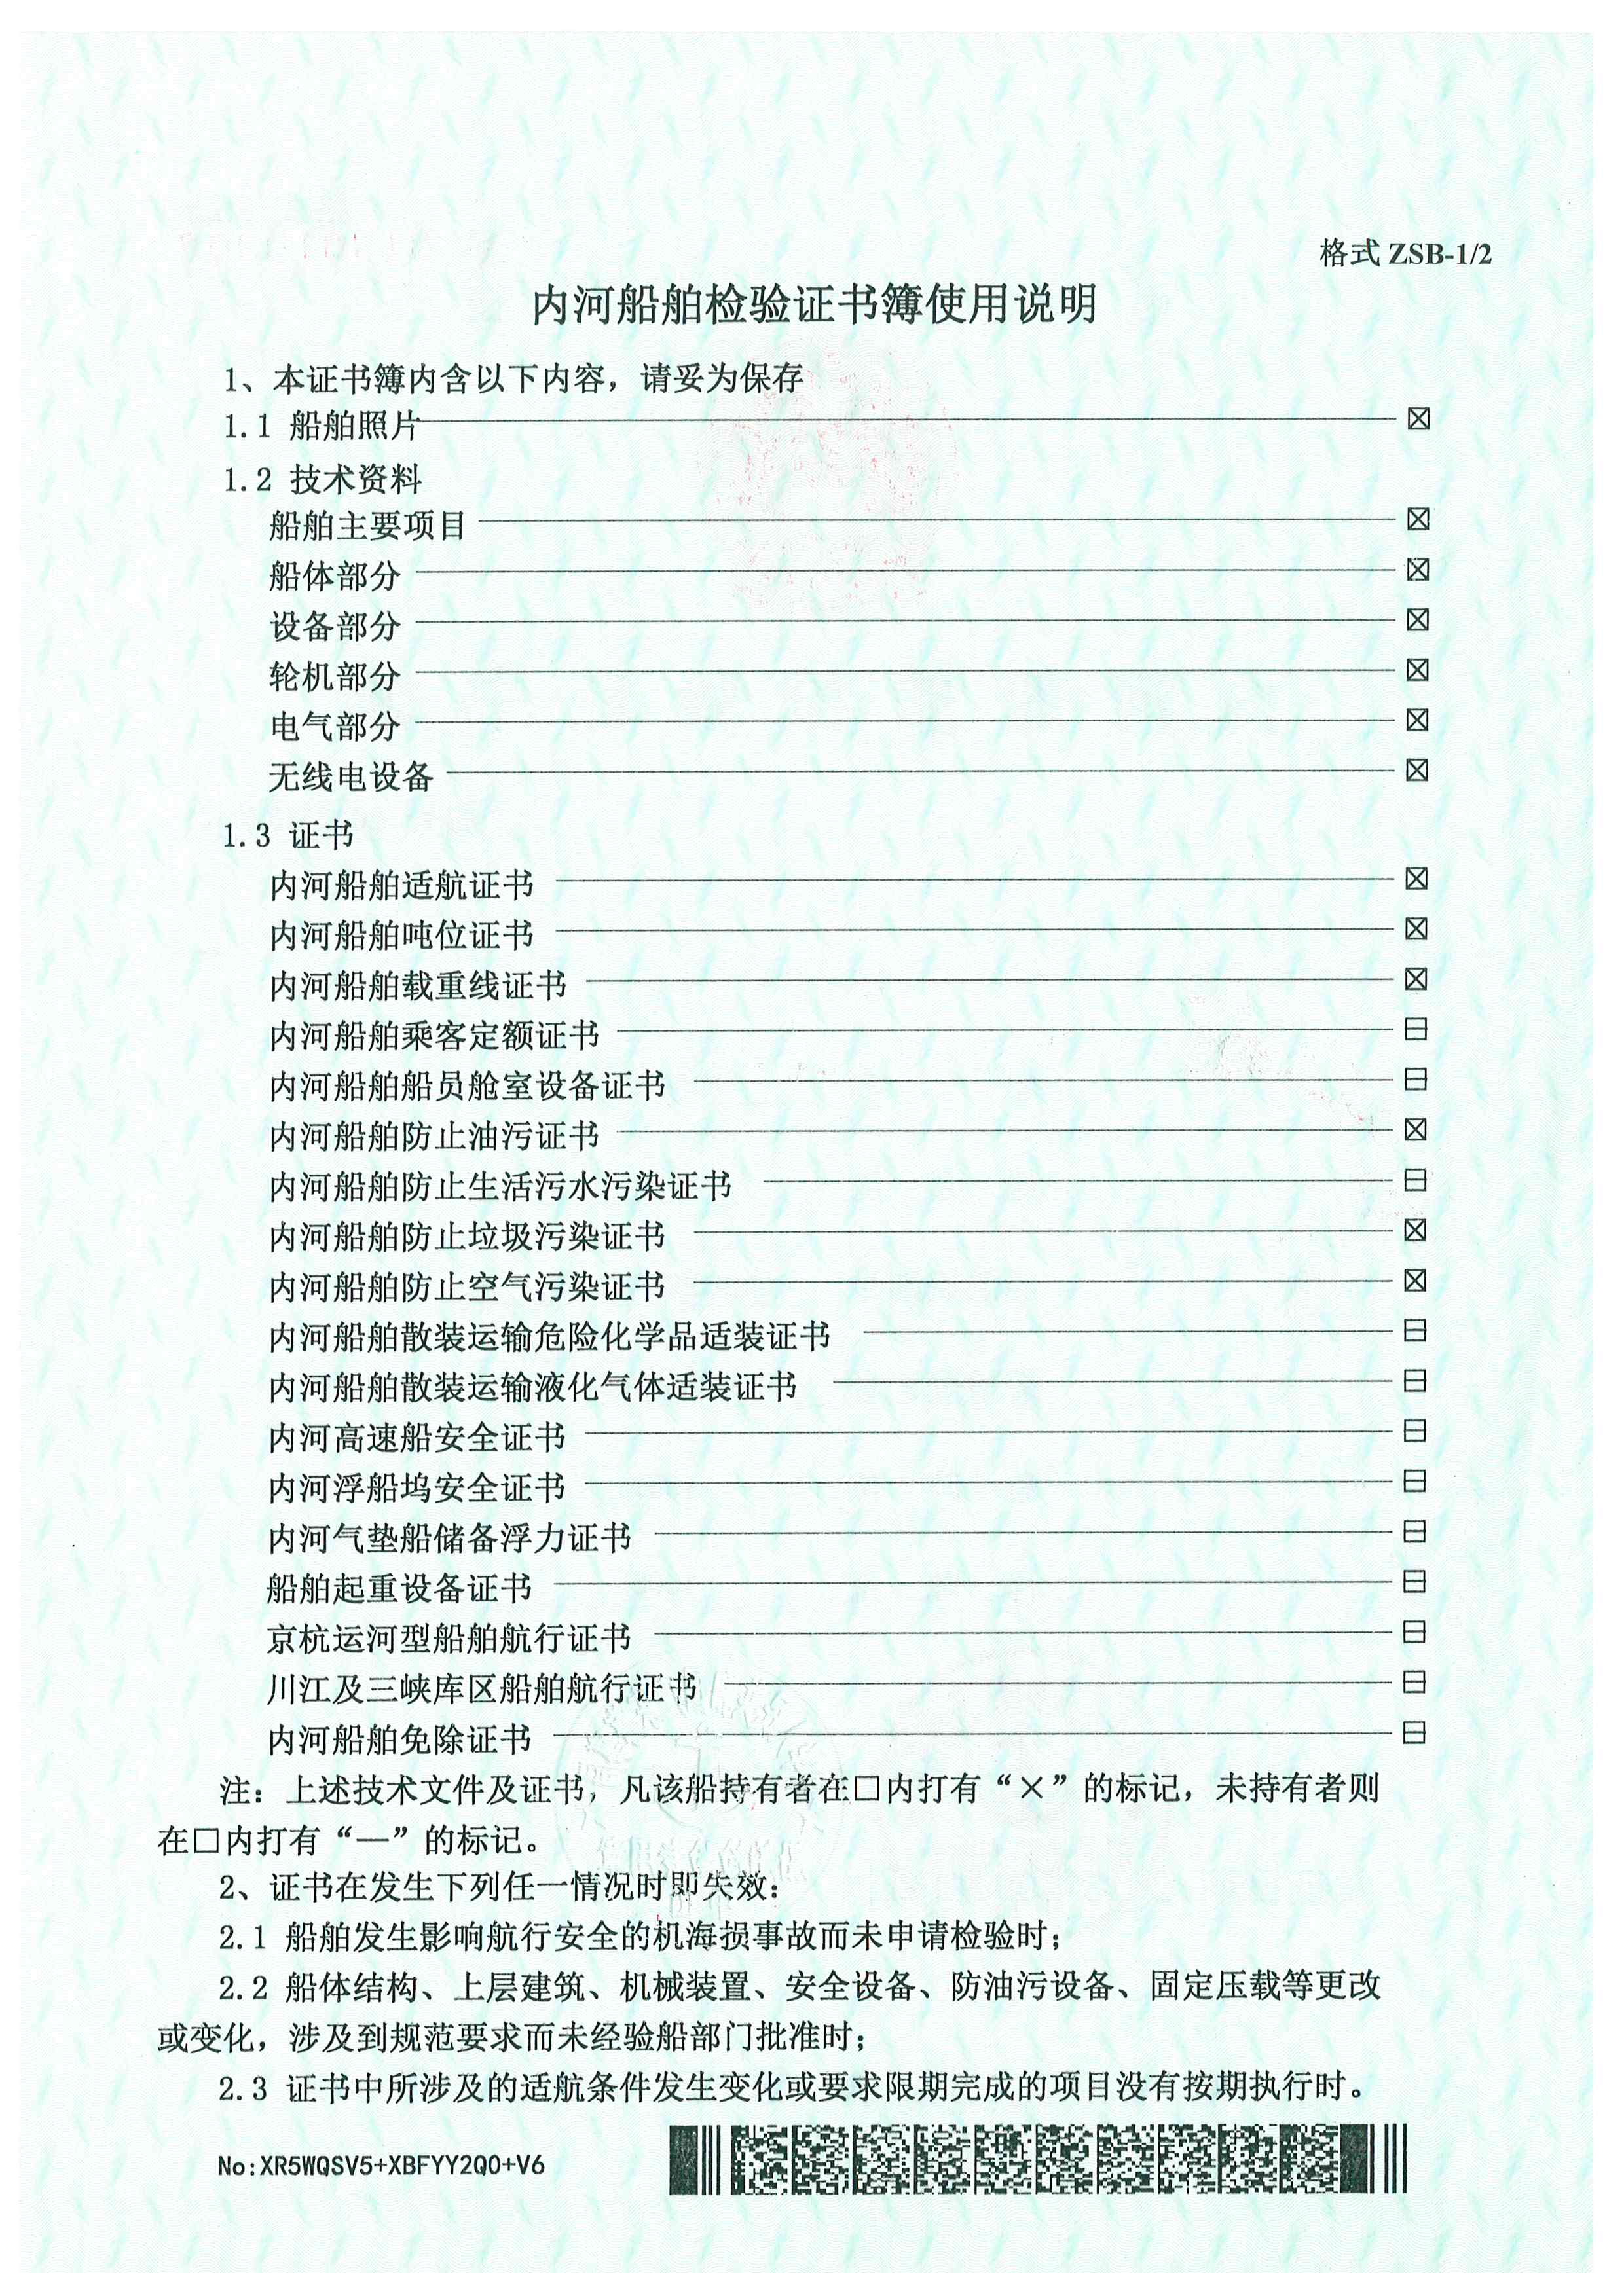 格式 ZSB-1/2
内河船舶检验证书簿使用说明
1、本证书簿内含以下内容，请妥为保存
1.1 船舶照片 ☒
1.2 技术资料
船舶主要项目 ☒
船体部分 ☒
设备部分 ☒
轮机部分 ☒
电气部分 ☒
无线电设备 ☒
1.3 证书
内河船舶适航证书 ☒
内河船舶吨位证书 ☒
内河船舶载重线证书 ☒
内河船舶乘客定额证书 ⊟
内河船舶船员舱室设备证书 ⊟
内河船舶防止油污证书 ☒
内河船舶防止生活污水污染证书 ⊟
内河船舶防止垃圾污染证书 ☒
内河船舶防止空气污染证书 ☒
内河船舶散装运输危险化学品适装证书 ⊟
内河船舶散装运输液化气体适装证书 ⊟
内河高速船安全证书 ⊟
内河浮船坞安全证书 ⊟
内河气垫船储备浮力证书 ⊟
船舶起重设备证书 ⊟
京杭运河型船舶航行证书 ⊟
川江及三峡库区船舶航行证书 ⊟
内河船舶免除证书 ⊟
注：上述技术文件及证书，凡该船持有者在□内打有“×”的标记，未持有者则
在□内打有“—”的标记。
2、证书在发生下列任一情况时即失效：
2.1 船舶发生影响航行安全的机海损事故而未申请检验时；
2.2 船体结构、上层建筑、机械装置、安全设备、防油污设备、固定压载等更改
或变化，涉及到规范要求而未经验船部门批准时；
2.3 证书中所涉及的适航条件发生变化或要求限期完成的项目没有按期执行时。
No:XR5WQSV5+XBFYY2Q0+V6